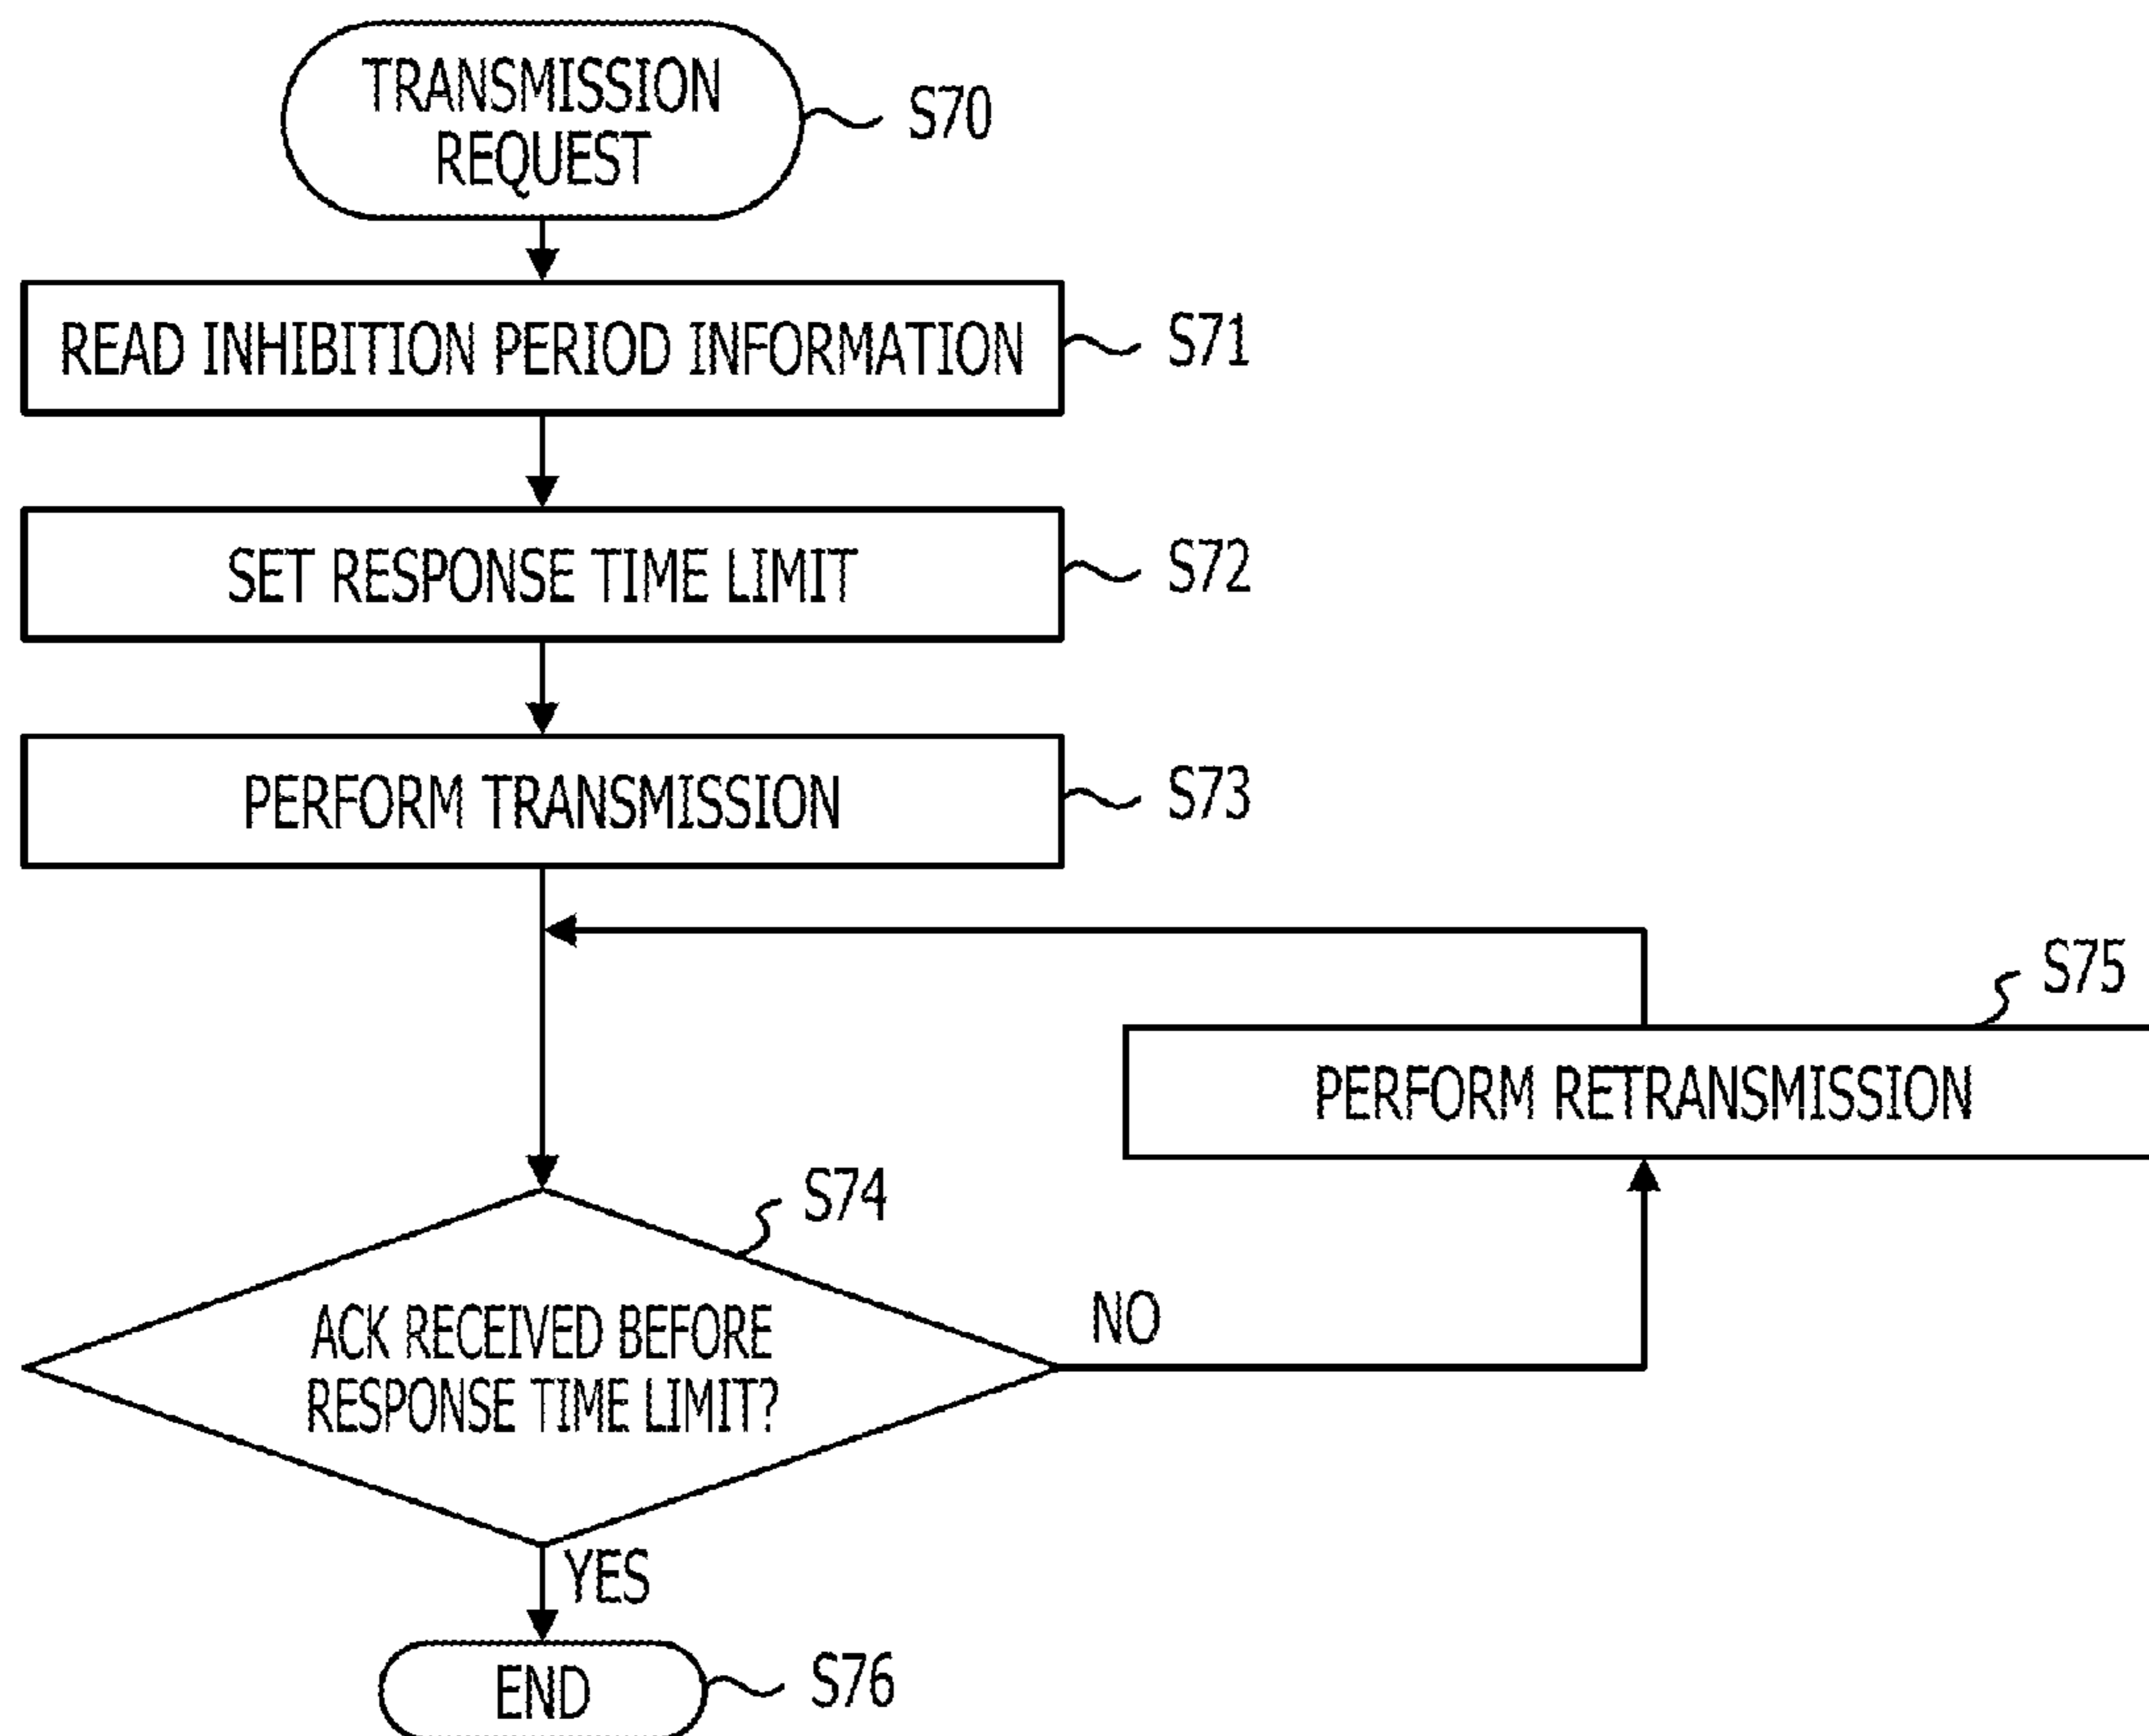 TRANSMISSION
REQUEST
S70
READ INHIBITION PERIOD INFORMATION
S71
SET RESPONSE TIME LIMIT
S72
PERFORM TRANSMISSION
S73
S75
PERFORM RETRANSMISSION
S74
ACK RECEIVED BEFORE
RESPONSE TIME LIMIT?
NO
YES
END
S76